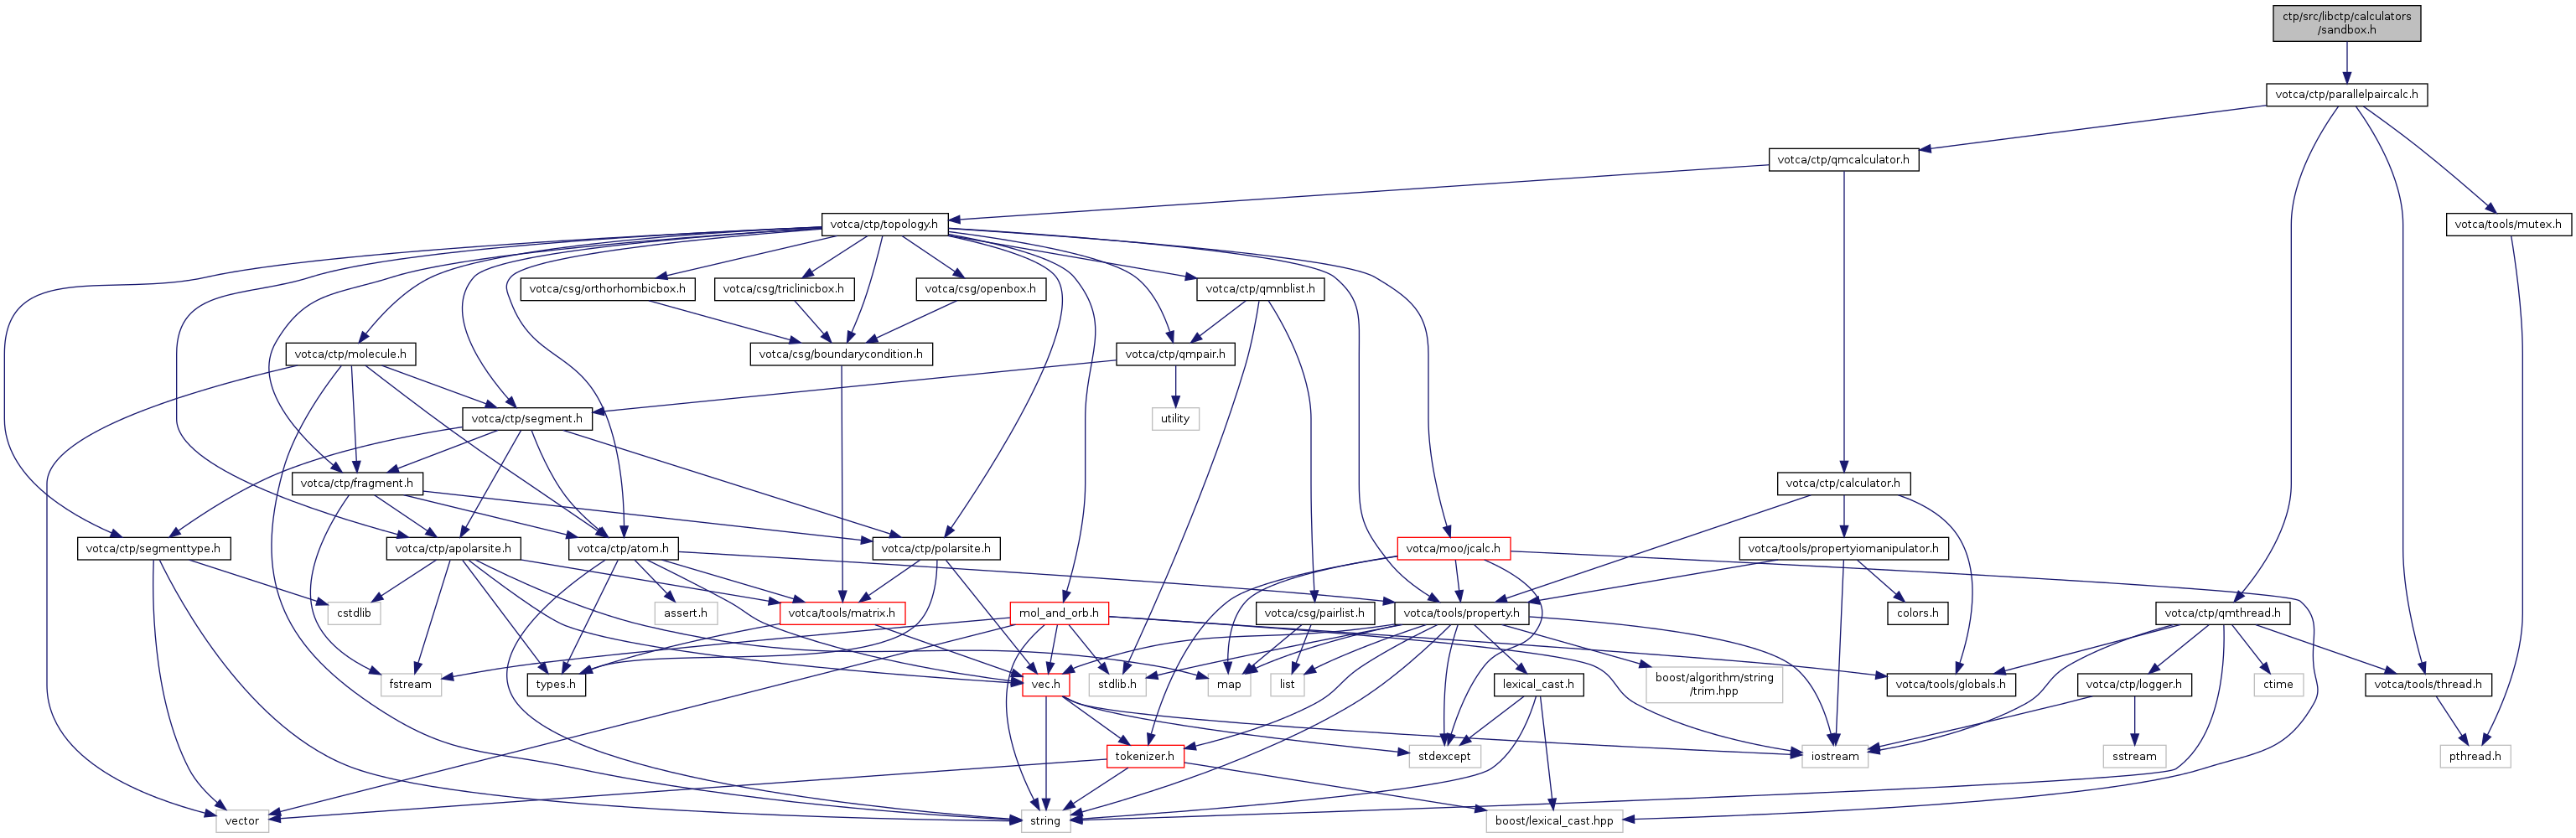 ctp/src/libctp/calculators
/sandbox.h
votca/ctp/parallelpaircalc.h
votca/ctp/qmcalculator.h
votca/ctp/topology.h
votca/tools/mutex.h
votca/csg/orthorhombicbox.h
votca/csg/triclinicbox.h
votca/csg/openbox.h
votca/ctp/qmnblist.h
votca/ctp/molecule.h
votca/csg/boundarycondition.h
votca/ctp/qmpair.h
votca/ctp/segment.h
utility
votca/ctp/fragment.h
votca/ctp/calculator.h
votca/ctp/segmenttype.h
votca/ctp/apolarsite.h
votca/ctp/atom.h
votca/ctp/polarsite.h
votca/moo/jcalc.h
votca/tools/propertyiomanipulator.h
cstdlib
assert.h
votca/tools/matrix.h
mol_and_orb.h
votca/csg/pairlist.h
votca/tools/property.h
colors.h
votca/ctp/qmthread.h
fstream
types.h
vec.h
stdlib.h
map
list
lexical_cast.h
boost/algorithm/string
/trim.hpp
votca/tools/globals.h
votca/ctp/logger.h
ctime
votca/tools/thread.h
tokenizer.h
stdexcept
iostream
sstream
pthread.h
vector
string
boost/lexical_cast.hpp